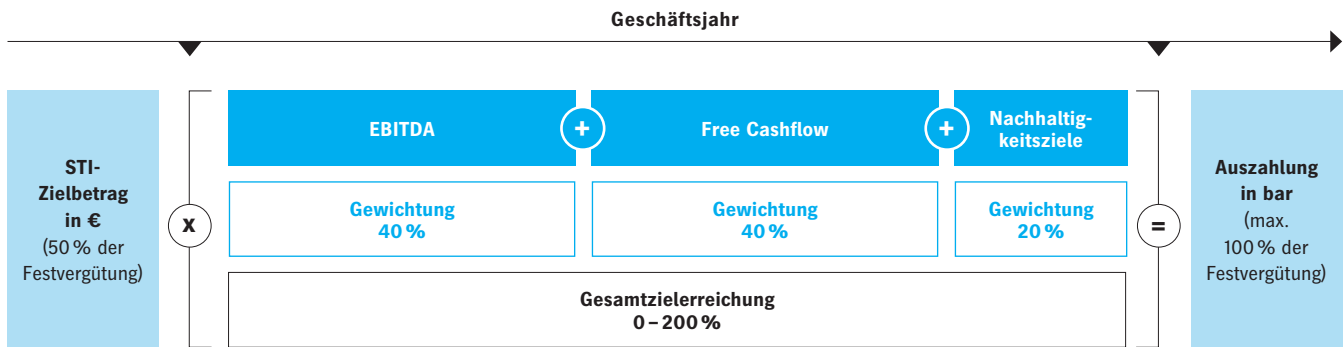 Geschäftsjahr
STI-
Zielbetrag
in €
(50 % der
Festvergütung)
x
EBITDA
+
Free Cashflow
+
Nachhaltig-
keitsziele
Gewichtung
40 %
Gewichtung
40 %
Gewichtung
20 %
Gesamtzielerreichung
0 – 200 %
=
Auszahlung
in bar
(max.
100 % der
Festvergütung)